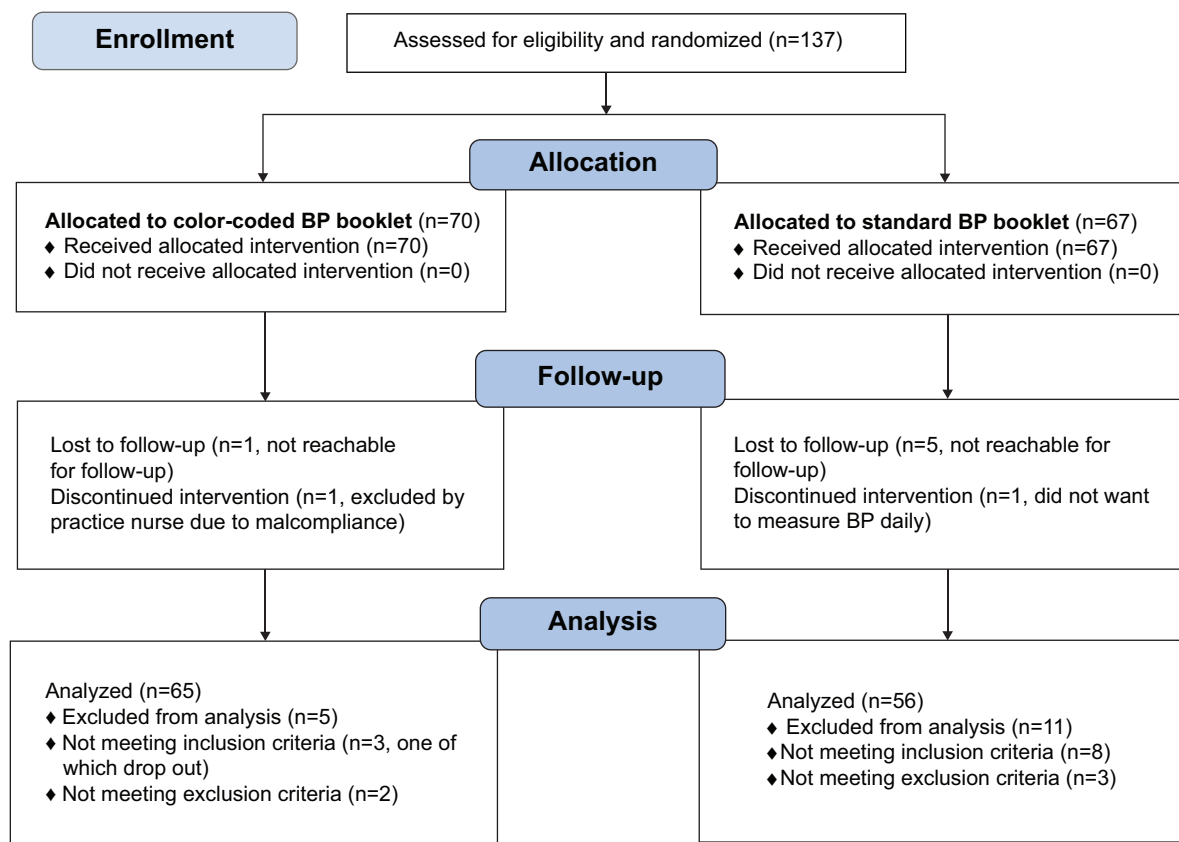 Enrollment
Assessed for eligibility and randomized (n=137)
Allocation
Allocated to color-coded BP booklet (n=70)
♦ Received allocated intervention (n=70)
♦ Did not receive allocated intervention (n=0)
Allocated to standard BP booklet (n=67)
♦ Received allocated intervention (n=67)
♦ Did not receive allocated intervention (n=0)
Follow-up
Lost to follow-up (n=1, not reachable
for follow-up)
Discontinued intervention (n=1, excluded by
practice nurse due to malcompliance)
Lost to follow-up (n=5, not reachable for
follow-up)
Discontinued intervention (n=1, did not want
to measure BP daily)
Analysis
Analyzed (n=65)
♦ Excluded from analysis (n=5)
♦ Not meeting inclusion criteria (n=3, one of
which drop out)
♦ Not meeting exclusion criteria (n=2)
Analyzed (n=56)
♦ Excluded from analysis (n=11)
♦Not meeting inclusion criteria (n=8)
♦Not meeting exclusion criteria (n=3)